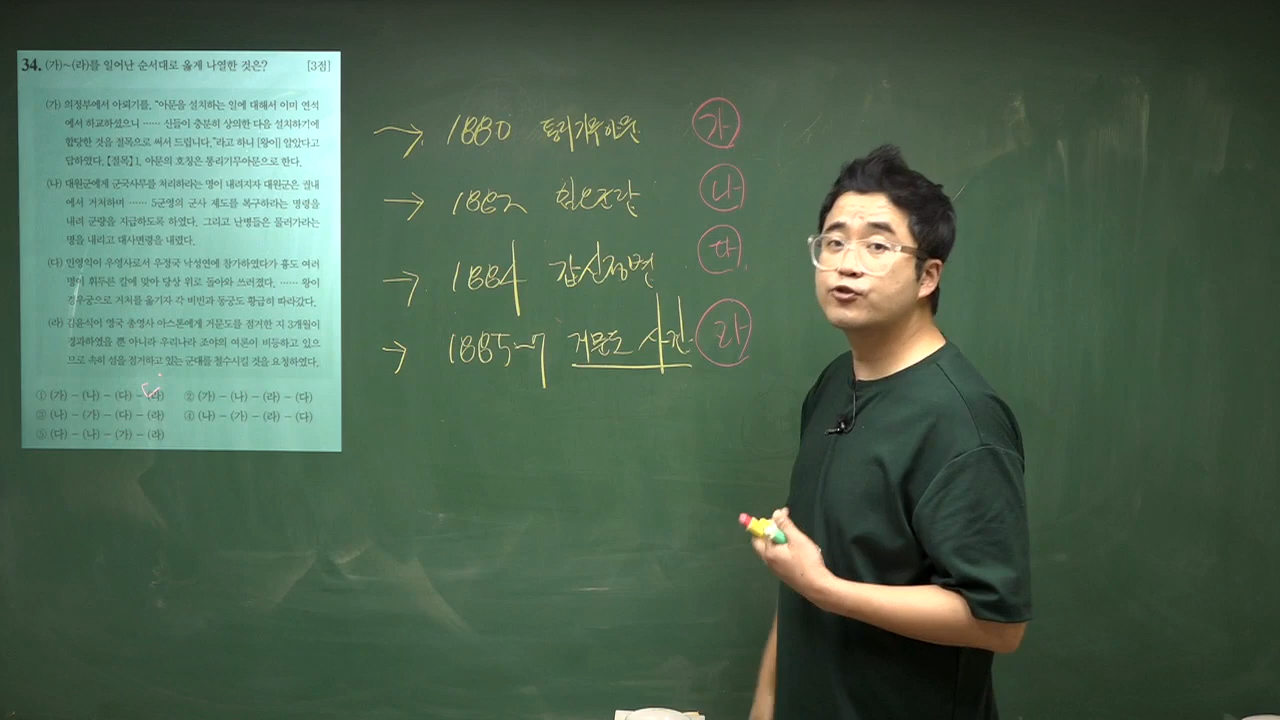 34. (가)~(라)를 일어난 순서대로 옳게 나열한 것은? [3점]
(가) 의정부에서 아뢰기를, "아문을 설치하는 일에 대해서 이미 연석
에서 하교하셨으니 …… 신들이 충분히 상의한 다음 설치하기에
합당한 것을 절목으로 써서 드립니다."라고 하니 [왕이] 알았다고
답하였다. 【절목】 1. 아문의 호칭은 통리기무아문으로 한다.
(나) 대원군에게 군국사무를 처리하라는 명이 내려지자 대원군은 궐내
에서 거처하며 …… 5군영의 군사 제도를 복구하라는 명령을
내려 군량을 지급하도록 하였다. 그리고 난병들은 물러가라는
명을 내리고 대사면령을 내렸다.
(다) 민영익이 우영사로서 우정국 낙성연에 참가하였다가 흉도 여러
명이 휘두른 칼에 맞아 당상 위로 돌아와 쓰러졌다. …… 왕이
경우궁으로 거처를 옮기자 각 비빈과 동궁도 황급히 따라갔다.
(라) 김윤식이 영국 총영사 아스톤에게 거문도를 점거한 지 3개월이
경과하였을 뿐 아니라 우리나라 조야의 여론이 비등하고 있으
므로 속히 섬을 점거하고 있는 군대를 철수시킬 것을 요청하였다.
① (가) - (나) - (다) - (라) ② (가) - (나) - (라) - (다)
③ (나) - (가) - (다) - (라) ④ (나) - (가) - (라) - (다)
⑤ (다) - (나) - (가) - (라)
→ 1880 통리기무아문 가
→ 1882 임오군란 나
→ 1884 갑신정변 다
→ 1885~7 거문도 사건 라